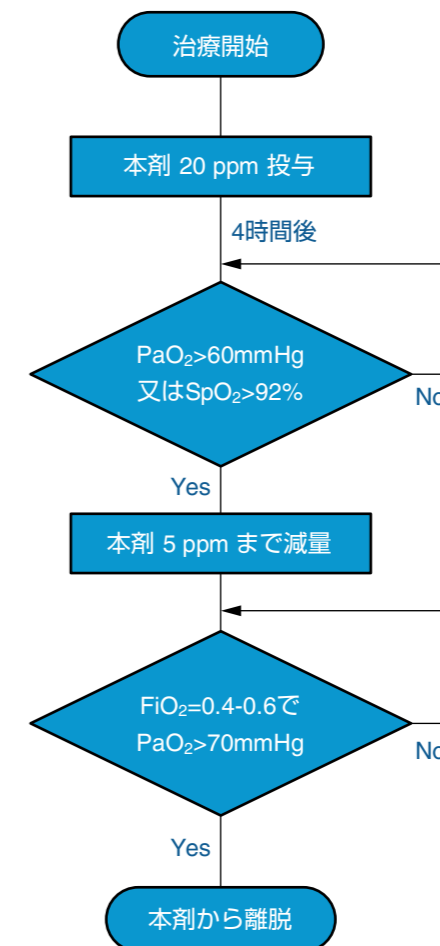 治療開始
本剤 20 ppm 投与
4時間後
PaO₂>60mmHg
又はSpO₂>92%
No
Yes
本剤 5 ppm まで減量
FiO₂=0.4-0.6で
PaO₂>70mmHg
No
Yes
本剤から離脱